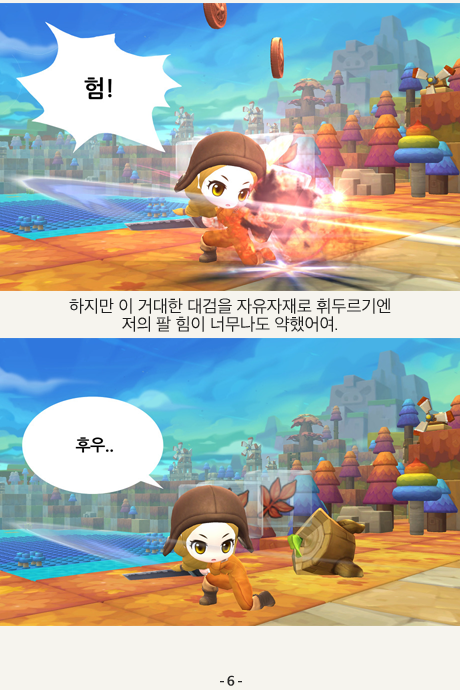 험!
하지만 이 거대한 대검을 자유자재로 휘두르기엔
저의 팔 힘이 너무나도 약했어여.
후우..
- 6 -